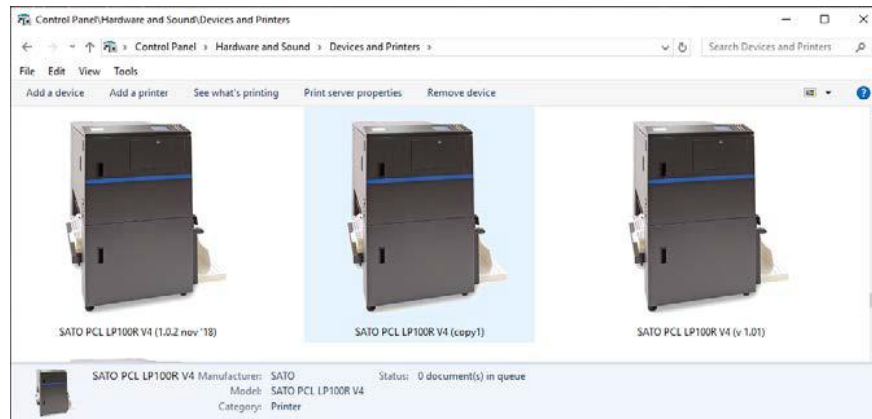 Control Panel\Hardware and Sound\Devices and Printers
Control Panel > Hardware and Sound > Devices and Printers > Search Devices and Printers
File Edit View Tools
Add a device Add a printer See what's printing Print server properties Remove device
SATO PCL LP100R V4 (1.0.2 nov '18) SATO PCL LP100R V4 (copy1) SATO PCL LP100R V4 (v 1.01)
SATO PCL LP100R V4 Manufacturer: SATO Status: 0 document(s) in queue
Model: SATO PCL LP100R V4
Category: Printer